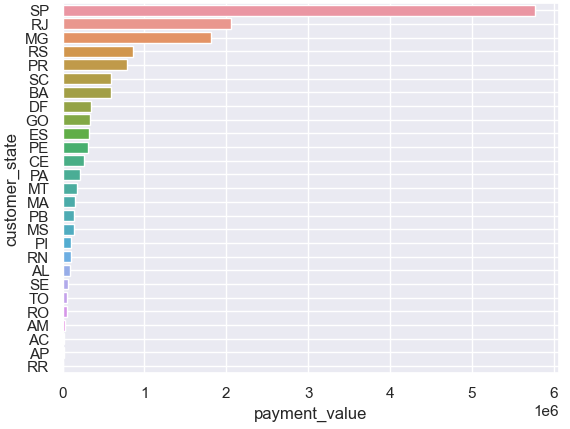 SP
RJ
MG
RS
PR
SC
BA
DF
GO
ES
PE
CE
PA
MT
MA
PB
MS
PI
RN
AL
SE
TO
RO
AM
AC
AP
RR
customer_state
0 1 2 3 4 5 6
1e6
payment_value